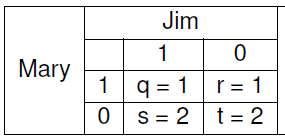 Jim
Mary
1 0
1 q = 1 r = 1
0 s = 2 t = 2